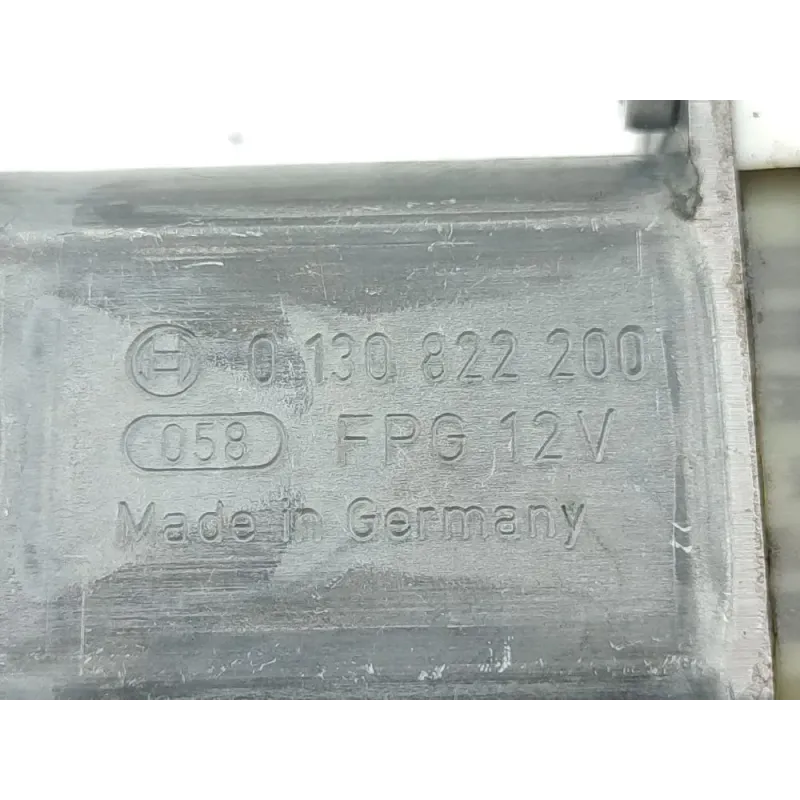 0 130 822 200
058 FPG 12V
Made in Germany